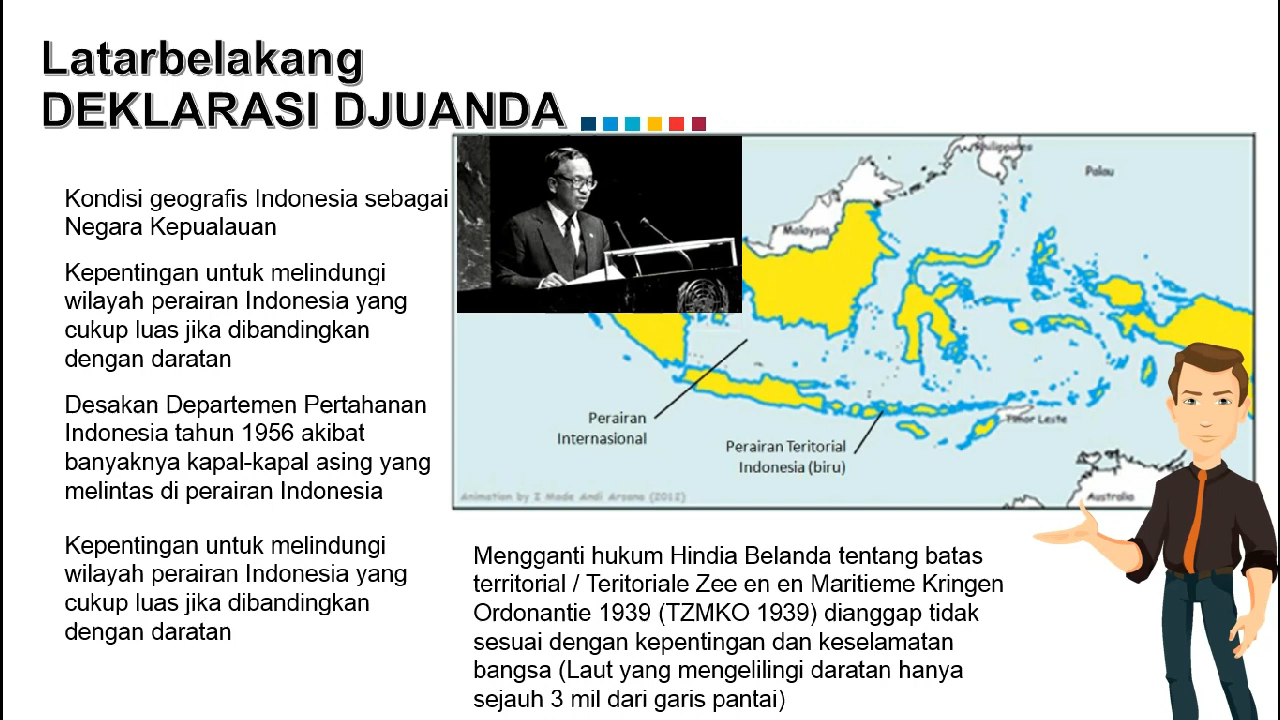 Latarbelakang
DEKLARASI DJUANDA
Kondisi geografis Indonesia sebagai
Negara Kepualauan
Kepentingan untuk melindungi
wilayah perairan Indonesia yang
cukup luas jika dibandingkan
dengan daratan
Desakan Departemen Pertahanan
Indonesia tahun 1956 akibat
banyaknya kapal-kapal asing yang
melintas di perairan Indonesia
Kepentingan untuk melindungi
wilayah perairan Indonesia yang
cukup luas jika dibandingkan
dengan daratan
Philippines
Palau
Malaysia
Perairan
Internasional
Perairan Teritorial
Indonesia (biru)
Timor Leste
Australia
Animation by I Made Andi Arsana (2012)
Mengganti hukum Hindia Belanda tentang batas
territorial / Teritoriale Zee en en Maritieme Kringen
Ordonantie 1939 (TZMKO 1939) dianggap tidak
sesuai dengan kepentingan dan keselamatan
bangsa (Laut yang mengelilingi daratan hanya
sejauh 3 mil dari garis pantai)